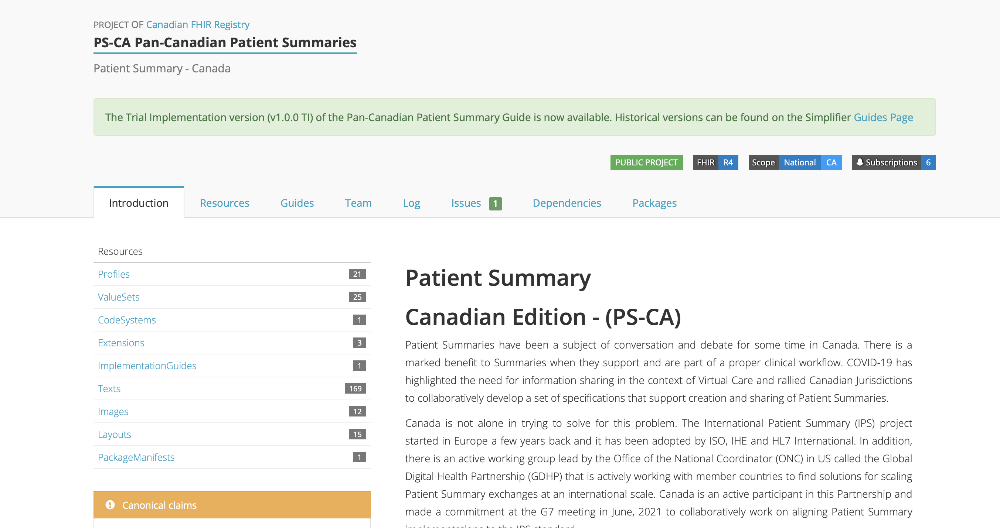 PROJECT OF Canadian FHIR Registry
PS-CA Pan-Canadian Patient Summaries
Patient Summary - Canada
The Trial Implementation version (v1.0.0 TI) of the Pan-Canadian Patient Summary Guide is now available. Historical versions can be found on the Simplifier Guides Page
PUBLIC PROJECT FHIR R4 Scope National CA Subscriptions 6
Introduction Resources Guides Team Log Issues 1 Dependencies Packages
Resources
Profiles 21
ValueSets 25
CodeSystems 1
Extensions 3
ImplementationGuides 1
Texts 169
Images 12
Layouts 15
PackageManifests 1
Canonical claims
Patient Summary
Canadian Edition - (PS-CA)
Patient Summaries have been a subject of conversation and debate for some time in Canada. There is a
marked benefit to Summaries when they support and are part of a proper clinical workflow. COVID-19 has
highlighted the need for information sharing in the context of Virtual Care and rallied Canadian Jurisdictions
to collaboratively develop a set of specifications that support creation and sharing of Patient Summaries.
Canada is not alone in trying to solve for this problem. The International Patient Summary (IPS) project
started in Europe a few years back and it has been adopted by ISO, IHE and HL7 International. In addition,
there is an active working group lead by the Office of the National Coordinator (ONC) in US called the Global
Digital Health Partnership (GDHP) that is actively working with member countries to find solutions for scaling
Patient Summary exchanges at an international scale. Canada is an active participant in this Partnership and
made a commitment at the G7 meeting in June, 2021 to collaboratively work on aligning Patient Summary
implementations to the IPS standard.